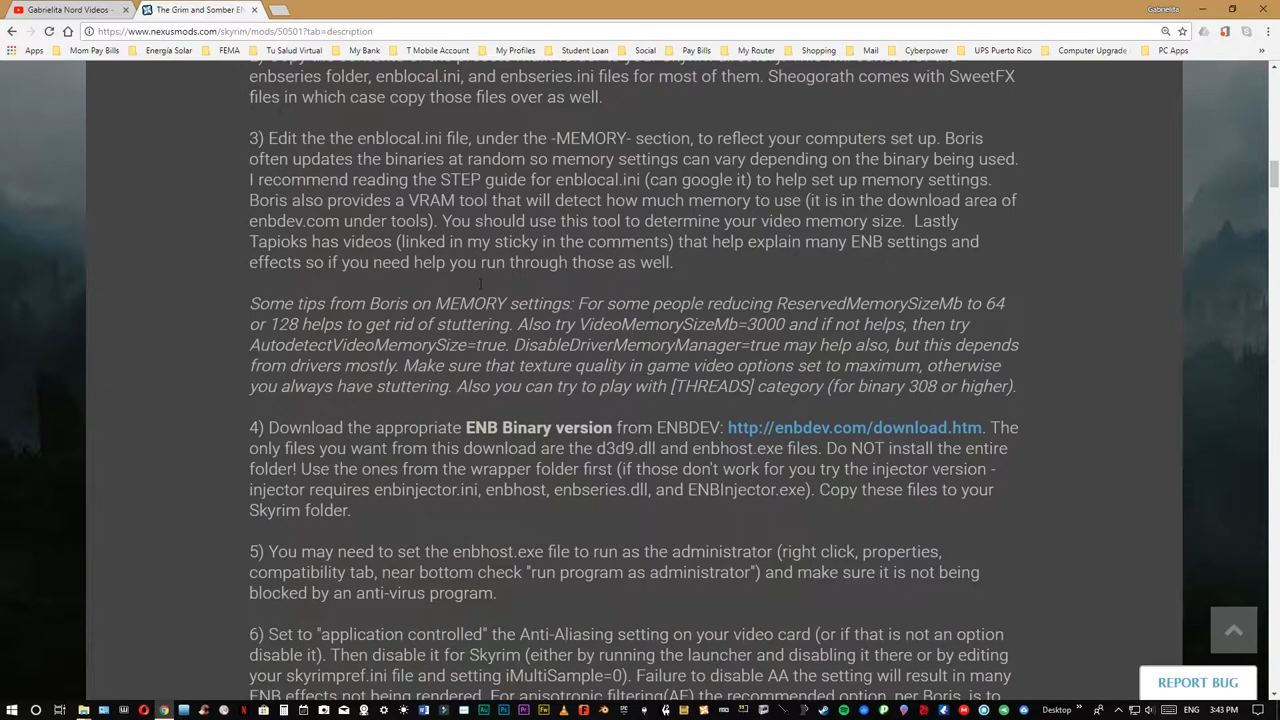 Gabrielita Nord Videos -
The Grim and Somber EN
Gabrielita
https://www.nexusmods.com/skyrim/mods/50501?tab=description
Apps Mom Pay Bills Energía Solar FEMA Tu Salud Virtual My Bank T Mobile Account My Profiles Student Loan Social Pay Bills My Router Shopping Mail Cyberpower UPS Puerto Rico Computer Upgrade PC Apps
enbseries folder, enblocal.ini, and enbseries.ini files for most of them. Sheogorath comes with SweetFX
files in which case copy those files over as well.
3) Edit the the enblocal.ini file, under the -MEMORY- section, to reflect your computers set up. Boris
often updates the binaries at random so memory settings can vary depending on the binary being used.
I recommend reading the STEP guide for enblocal.ini (can google it) to help set up memory settings.
Boris also provides a VRAM tool that will detect how much memory to use (it is in the download area of
enbdev.com under tools). You should use this tool to determine your video memory size. Lastly
Tapioks has videos (linked in my sticky in the comments) that help explain many ENB settings and
effects so if you need help you run through those as well.
Some tips from Boris on MEMORY settings: For some people reducing ReservedMemorySizeMb to 64
or 128 helps to get rid of stuttering. Also try VideoMemorySizeMb=3000 and if not helps, then try
AutodetectVideoMemorySize=true. DisableDriverMemoryManager=true may help also, but this depends
from drivers mostly. Make sure that texture quality in game video options set to maximum, otherwise
you always have stuttering. Also you can try to play with [THREADS] category (for binary 308 or higher).
4) Download the appropriate ENB Binary version from ENBDEV: http://enbdev.com/download.htm. The
only files you want from this download are the d3d9.dll and enbhost.exe files. Do NOT install the entire
folder! Use the ones from the wrapper folder first (if those don't work for you try the injector version -
injector requires enbinjector.ini, enbhost, enbseries.dll, and ENBInjector.exe). Copy these files to your
Skyrim folder.
5) You may need to set the enbhost.exe file to run as the administrator (right click, properties,
compatibility tab, near bottom check "run program as administrator") and make sure it is not being
blocked by an anti-virus program.
6) Set to "application controlled" the Anti-Aliasing setting on your video card (or if that is not an option
disable it). Then disable it for Skyrim (either by running the launcher and disabling it there or by editing
your skyrimpref.ini file and setting iMultiSample=0). Failure to disable AA the setting will result in many
ENB effects not being rendered. For anisotropic filtering(AF) the recommended option, per Boris, is to
REPORT BUG
Desktop
3:43 PM